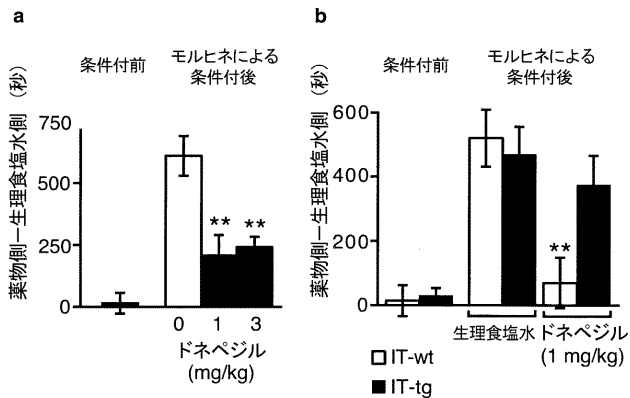 a
条件付前
モルヒネによる
条件付後
薬物側ー生理食塩水側 (秒)
750
500
250
0
**
**
0 1 3
ドネペジル
(mg/kg)
b
条件付前
モルヒネによる
条件付後
薬物側ー生理食塩水側 (秒)
600
400
200
0
**
生理食塩水
ドネペジル
(1 mg/kg)
IT-wt
IT-tg